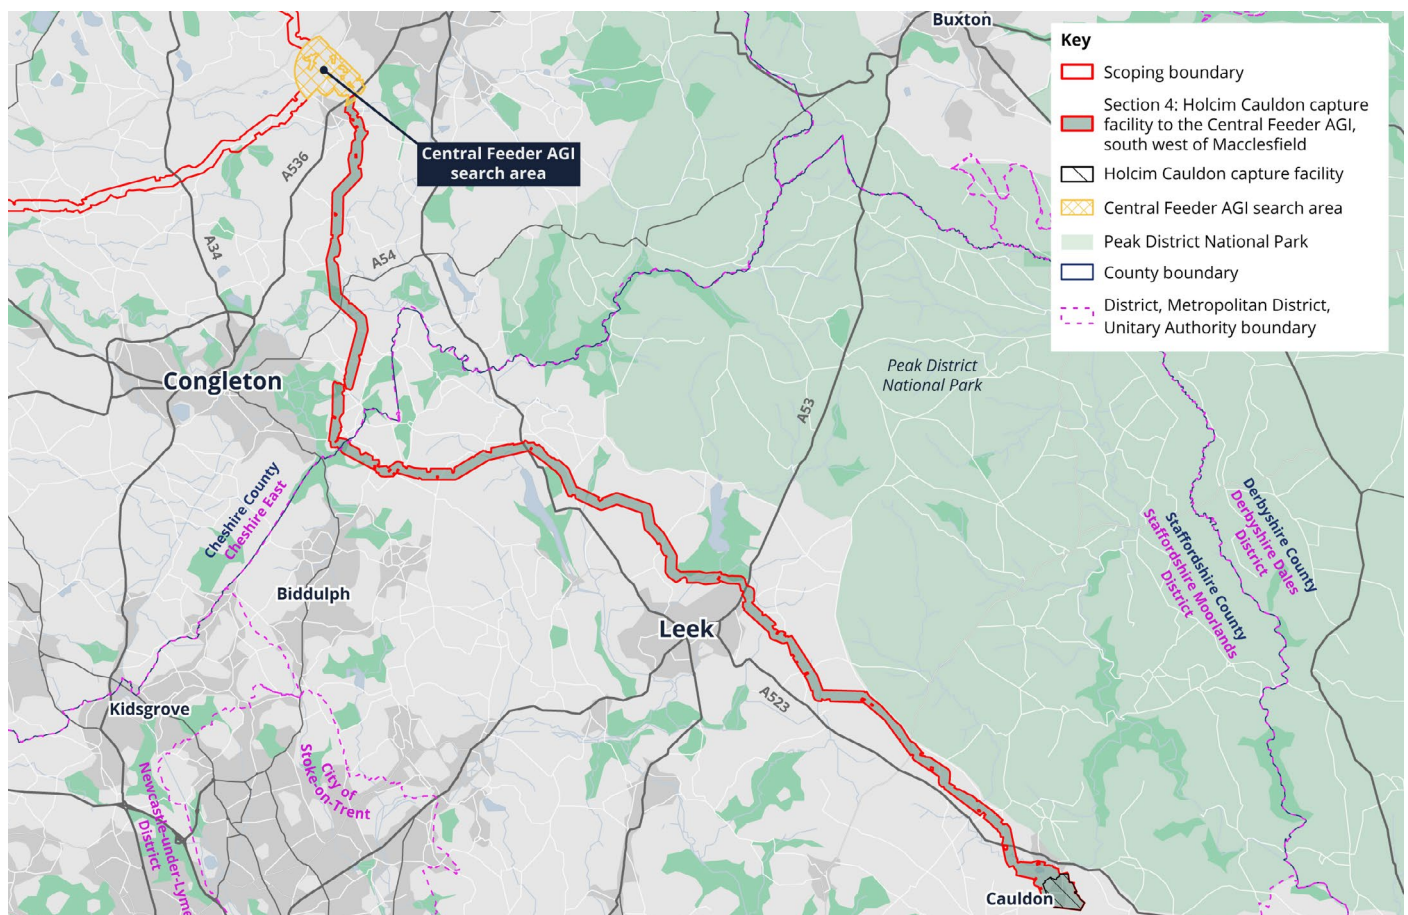 Buxton
Key
Scoping boundary
Section 4: Holcim Cauldon capture
facility to the Central Feeder AGI,
south west of Macclesfield
Holcim Cauldon capture facility
Central Feeder AGI search area
Peak District National Park
County boundary
District, Metropolitan District,
Unitary Authority boundary
Central Feeder AGI
search area
A536
A34
A54
Congleton
Peak District
National Park
A53
Cheshire County
Cheshire East
Derbyshire County
Derbyshire Dales
District
Staffordshire County
Staffordshire Moorlands
District
Biddulph
Leek
A523
Kidsgrove
City of
Stoke-on-Trent
Newcastle-under-Lyme
District
Cauldon